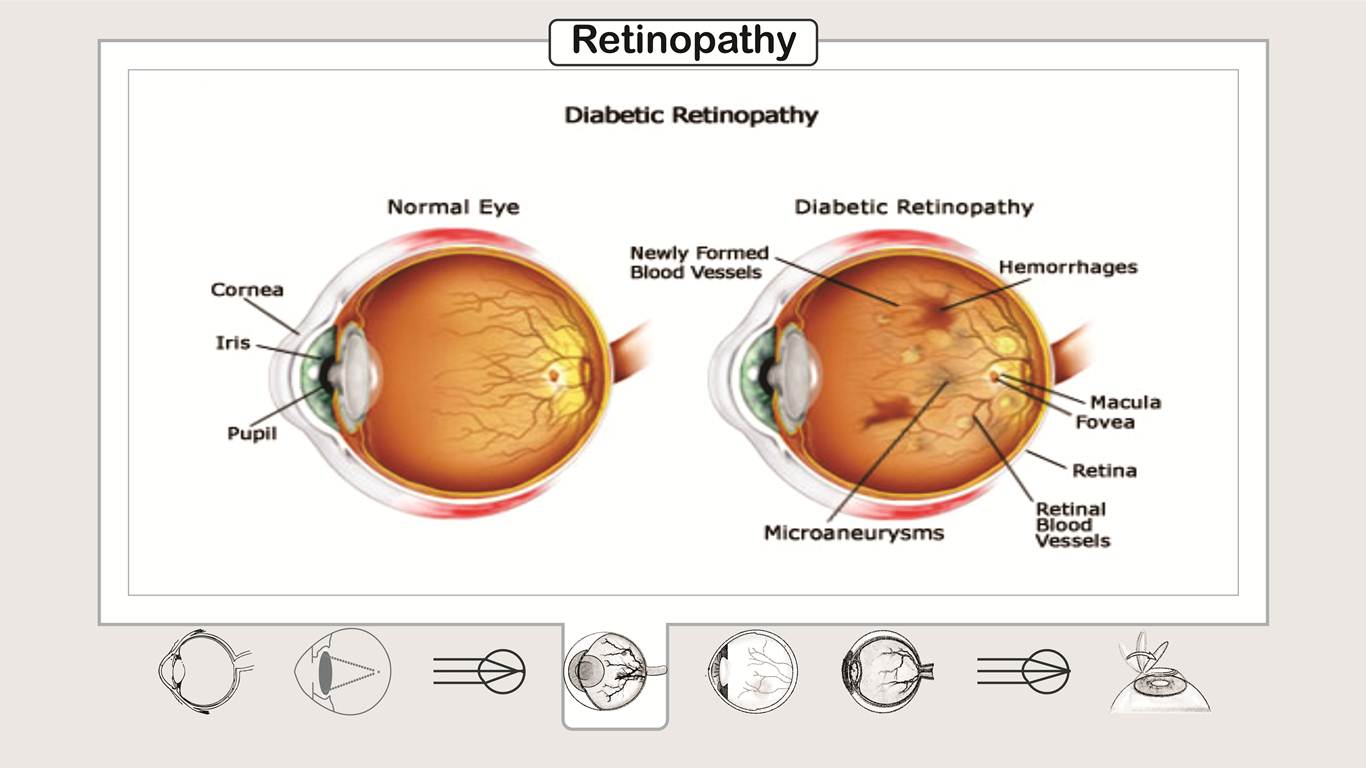 Retinopathy
Diabetic Retinopathy
Normal Eye
Cornea
Iris
Pupil
Diabetic Retinopathy
Newly Formed
Blood Vessels
Hemorrhages
Macula
Fovea
Retina
Retinal
Blood
Vessels
Microaneurysms